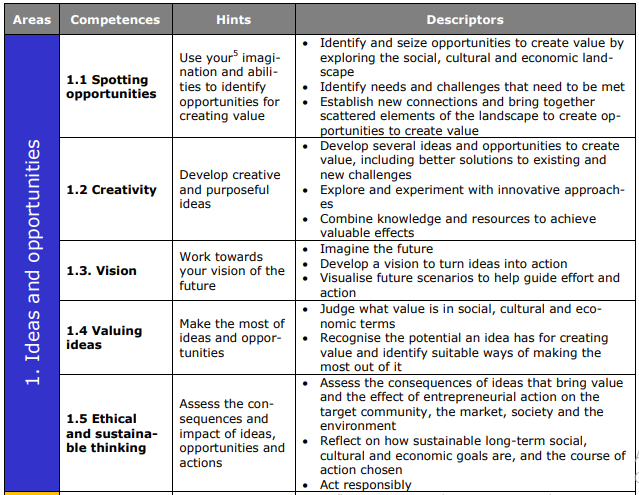 Areas Competences Hints Descriptors
1. Ideas and opportunities
1.1 Spotting
opportunities
Use your5 imagi-
nation and abili-
ties to identify
opportunities for
creating value
• Identify and seize opportunities to create value by
exploring the social, cultural and economic land-
scape
• Identify needs and challenges that need to be met
• Establish new connections and bring together
scattered elements of the landscape to create op-
portunities to create value
1.2 Creativity
Develop creative
and purposeful
ideas
• Develop several ideas and opportunities to create
value, including better solutions to existing and
new challenges
• Explore and experiment with innovative approach-
es
• Combine knowledge and resources to achieve
valuable effects
1.3. Vision
Work towards
your vision of the
future
• Imagine the future
• Develop a vision to turn ideas into action
• Visualise future scenarios to help guide effort and
action
1.4 Valuing
ideas
Make the most of
ideas and oppor-
tunities
• Judge what value is in social, cultural and eco-
nomic terms
• Recognise the potential an idea has for creating
value and identify suitable ways of making the
most out of it
1.5 Ethical
and sustaina-
ble thinking
Assess the con-
sequences and
impact of ideas,
opportunities and
actions
• Assess the consequences of ideas that bring value
and the effect of entrepreneurial action on the
target community, the market, society and the
environment
• Reflect on how sustainable long-term social,
cultural and economic goals are, and the course of
action chosen
• Act responsibly